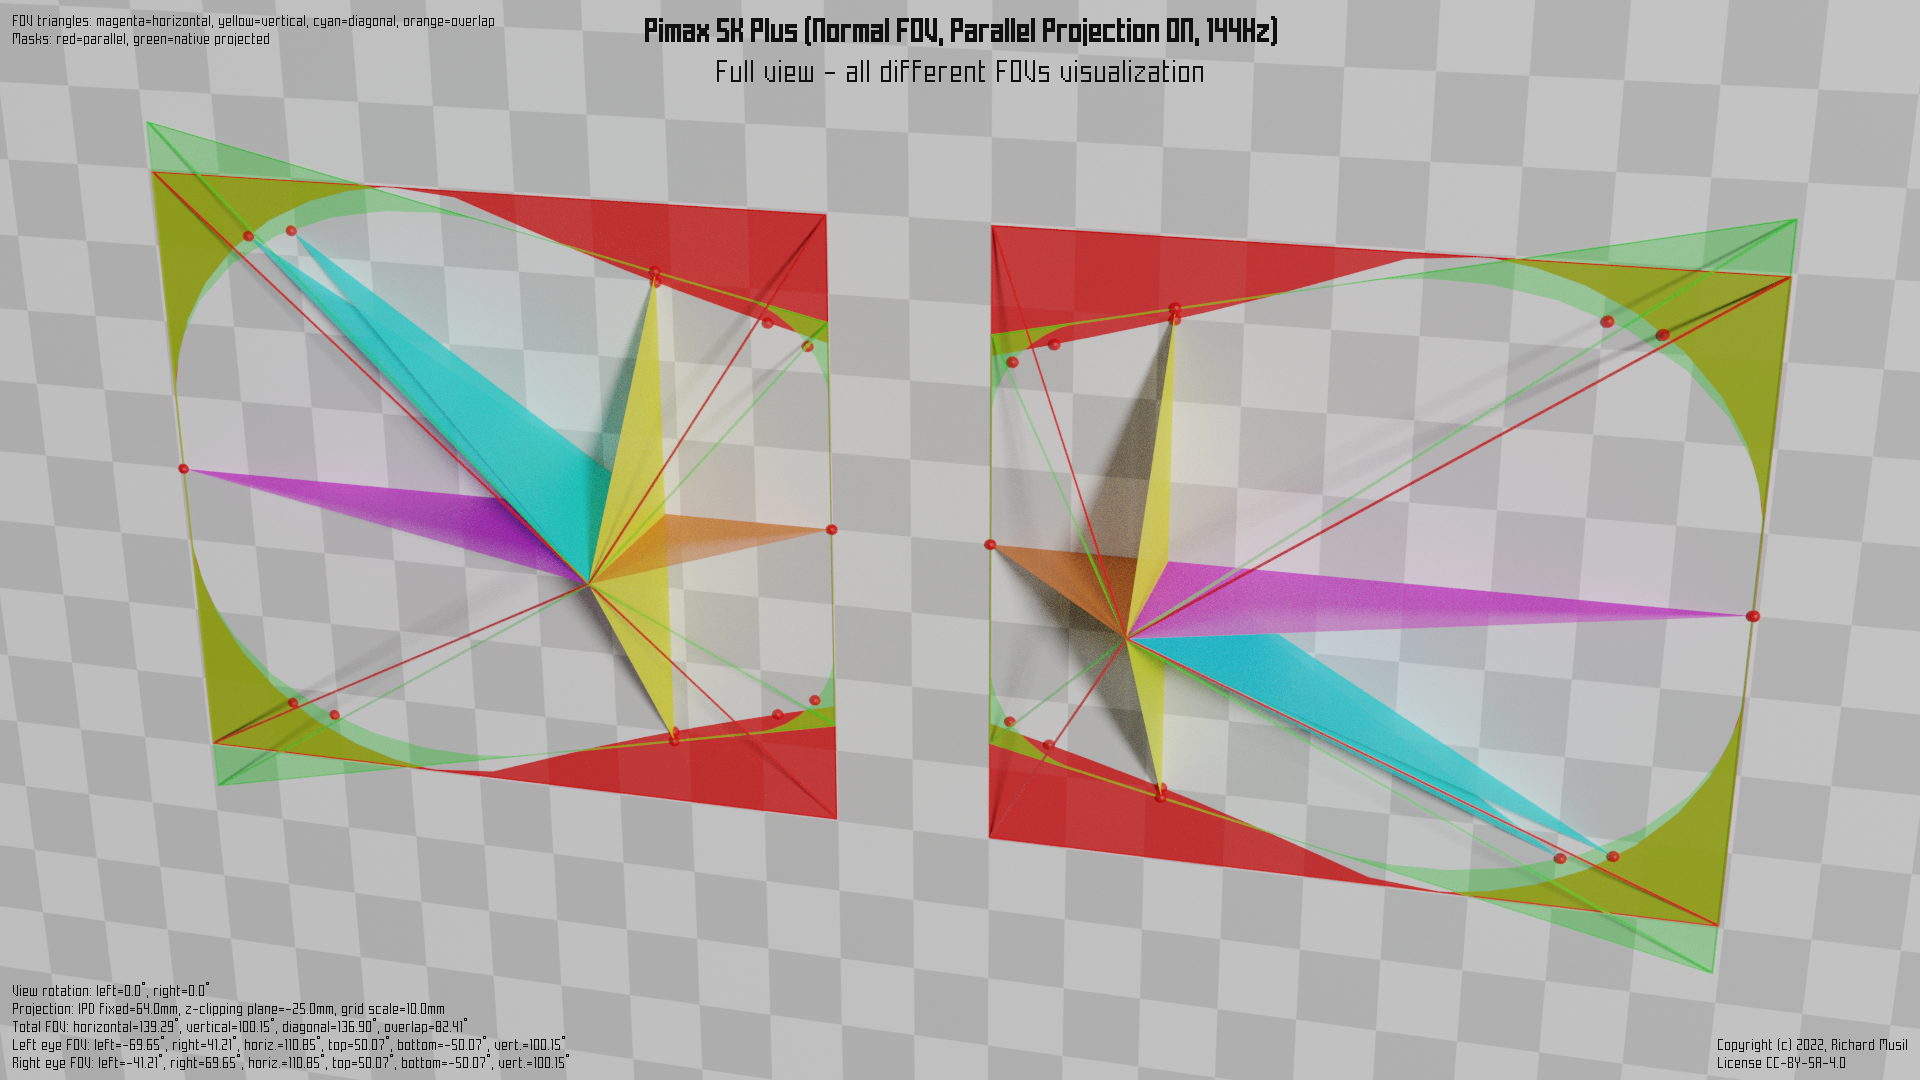 FOV triangles: magenta=horizontal, yellow=vertical, cyan=diagonal, orange=overlap
Masks: red=parallel, green=native projected
Pimax 5K Plus (Normal FOV, Parallel Projection ON, 144Hz)
Full view - all different FOVs visualization
View rotation: left=0.0°, right=0.0°
Projection: IPD fixed=64.0mm, z-clipping plane=-25.0mm, grid scale=10.0mm
Total FOV: horizontal=139.29°, vertical=100.15°, diagonal=136.90°, overlap=82.41°
Left eye FOV: left=-69.65°, right=41.21°, horiz.=110.85°, top=50.07°, bottom=-50.07°, vert.=100.15°
Right eye FOV: left=-41.21°, right=69.65°, horiz.=110.85°, top=50.07°, bottom=-50.07°, vert.=100.15°
Copyright (c) 2022, Richard Musil
License CC-BY-SA-4.0